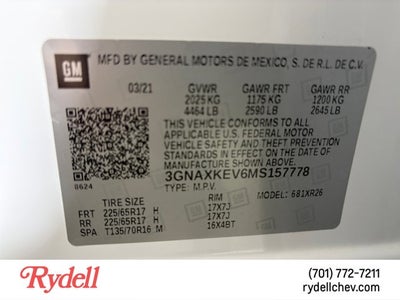 GM
MFD BY GENERAL MOTORS DE MEXICO, S. DE R.L. DE C.V.
03/21 GVWR GAWR FRT GAWR RR
2025 KG 1175 KG 1200 KG
4464 LB 2590 LB 2645 LB
THIS VEHICLE CONFORMS TO ALL
APPLICABLE U.S. FEDERAL MOTOR
VEHICLE SAFETY AND THEFT
PREVENTION STANDARDS IN EFFECT ON
THE DATE OF MANUFACTURE SHOWN ABOVE.
3GNAXKEV6MS157778
8624 TYPE: M.P.V. MODEL: 681XR26
TIRE SIZE RIM
FRT 225/65R17 H 17X7J
RR 225/65R17 H 17X7J
SPA T135/70R16 M 16X4BT
Rydell
(701) 772-7211
rydellchev.com